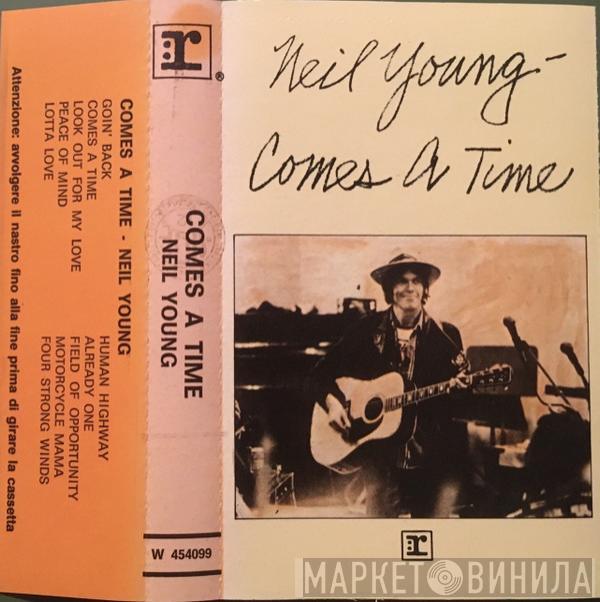 Neil Young -
Comes A Time
COMES A TIME - NEIL YOUNG
GOIN' BACK
COMES A TIME
LOOK OUT FOR MY LOVE
PEACE OF MIND
LOTTA LOVE
HUMAN HIGHWAY
ALREADY ONE
FIELD OF OPPORTUNITY
MOTORCYCLE MAMA
FOUR STRONG WINDS
Attenzione: avvolgere il nastro fino alla fine prima di girare la cassetta
r
®
COMES A TIME
NEIL YOUNG
W 454099
r
МАРКЕТ ВИНИЛА